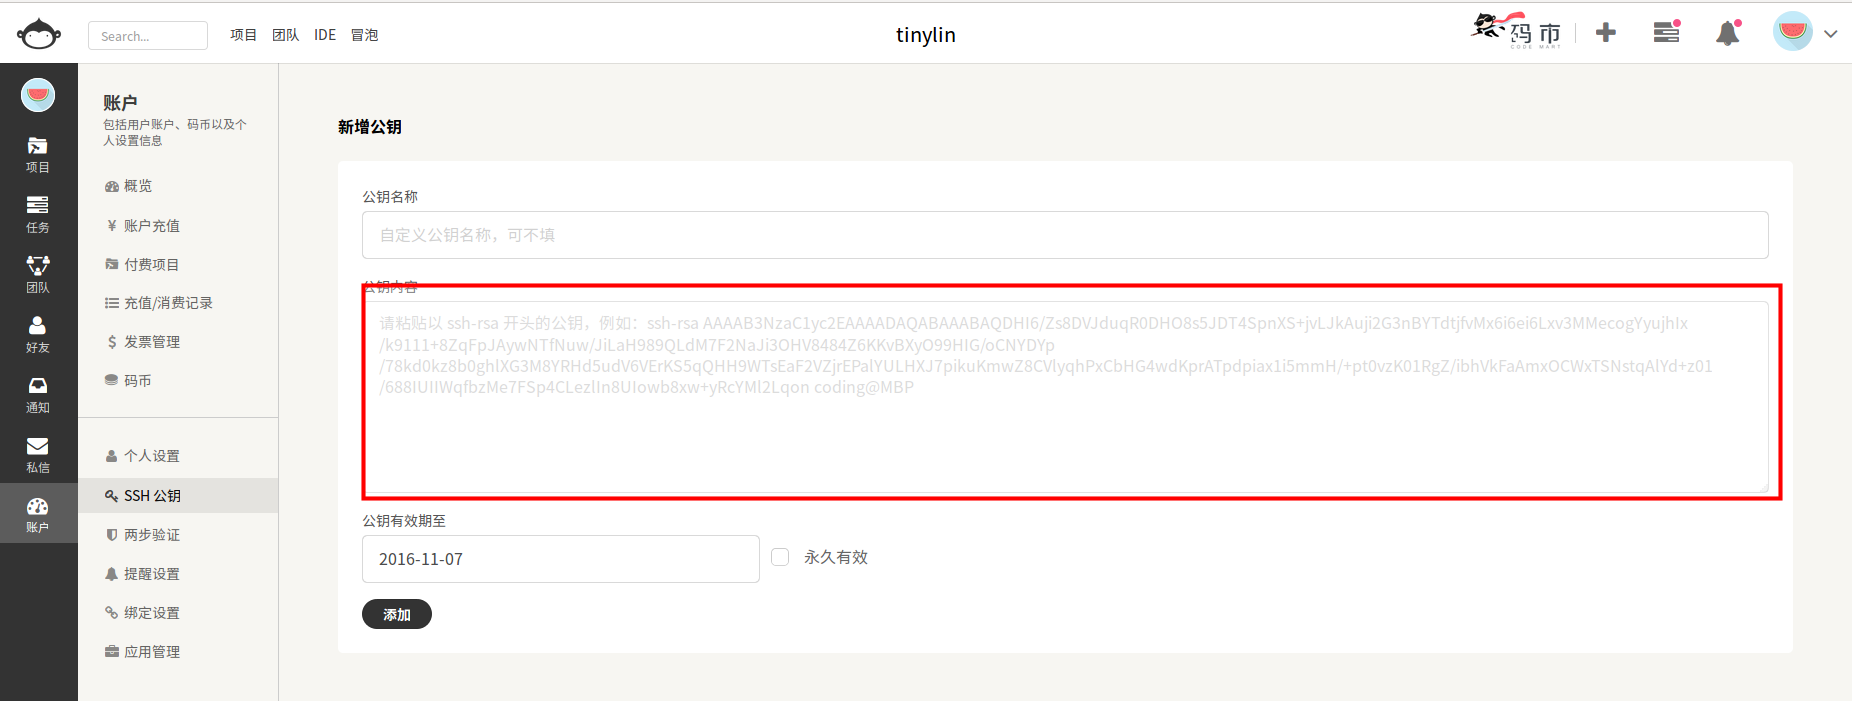 Search...
项目 团队 IDE 冒泡
tinylin
码市
CODE MART
项目
任务
团队
好友
通知
私信
账户
账户
包括用户账户、码币以及个
人设置信息
概览
账户充值
付费项目
充值/消费记录
发票管理
码币
个人设置
SSH 公钥
两步验证
提醒设置
绑定设置
应用管理
新增公钥
公钥名称
自定义公钥名称，可不填
公钥内容
请粘贴以 ssh-rsa 开头的公钥，例如：ssh-rsa AAAAB3NzaC1yc2EAAAADAQABAAABAQDHI6/Zs8DVJduqR0DHO8s5JDT4SpnXS+jvLJkAuji2G3nBYTdtjfvMx6i6ei6Lxv3MMecogYyujhIx
/k9111+8ZqFpJAywNTfNuw/JiLaH989QLdM7F2NaJi3OHV8484Z6KKvBXyO99HIG/oCNYDYp
/78kd0kz8b0ghlXG3M8YRHd5udV6VErKS5qQHH9WTsEaF2VZjrEPalYULHXJ7pikuKmwZ8CVlyqhPxCbHG4wdKprATpdpiax1i5mmH/+pt0vzK01RgZ/ibhVkFaAmxOCWxTSNstqAlYd+z01
/688IUIIWqfbzMe7FSp4CLezlIn8UIowb8xw+yRcYMl2Lqon coding@MBP
公钥有效期至
2016-11-07
永久有效
添加